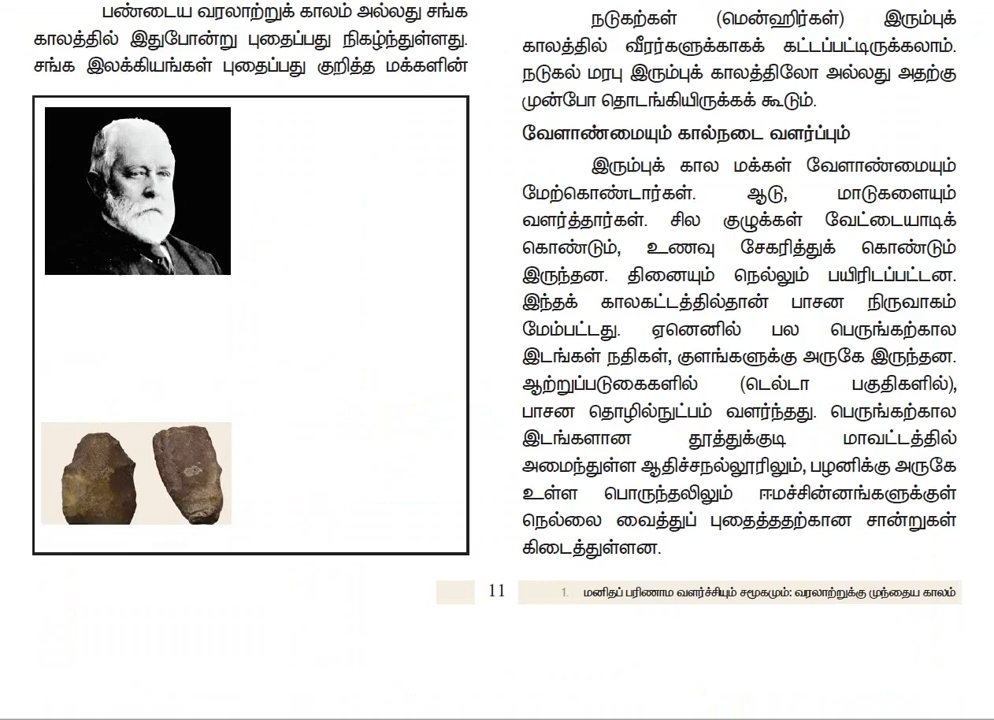 பண்டைய வரலாற்றுக் காலம் அல்லது சங்க
காலத்தில் இதுபோன்று புதைப்பது நிகழ்ந்துள்ளது.
சங்க இலக்கியங்கள் புதைப்பது குறித்த மக்களின்
நடுகற்கள் (மென்ஹிர்கள்) இரும்புக்
காலத்தில் வீரர்களுக்காகக் கட்டப்பட்டிருக்கலாம்.
நடுகல் மரபு இரும்புக் காலத்திலோ அல்லது அதற்கு
முன்போ தொடங்கியிருக்கக் கூடும்.
வேளாண்மையும் கால்நடை வளர்ப்பும்
இரும்புக் கால மக்கள் வேளாண்மையும்
மேற்கொண்டார்கள். ஆடு, மாடுகளையும்
வளர்த்தார்கள். சில குழுக்கள் வேட்டையாடிக்
கொண்டும், உணவு சேகரித்துக் கொண்டும்
இருந்தன. தினையும் நெல்லும் பயிரிடப்பட்டன.
இந்தக் காலகட்டத்தில்தான் பாசன நிருவாகம்
மேம்பட்டது. ஏனெனில் பல பெருங்கற்கால
இடங்கள் நதிகள், குளங்களுக்கு அருகே இருந்தன.
ஆற்றுப்படுகைகளில் (டெல்டா பகுதிகளில்),
பாசன தொழில்நுட்பம் வளர்ந்தது. பெருங்கற்கால
இடங்களான தூத்துக்குடி மாவட்டத்தில்
அமைந்துள்ள ஆதிச்சநல்லூரிலும், பழனிக்கு அருகே
உள்ள பொருந்தலிலும் ஈமச்சின்னங்களுக்குள்
நெல்லை வைத்துப் புதைத்ததற்கான சான்றுகள்
கிடைத்துள்ளன.
11 1. மனிதப் பரிணாம வளர்ச்சியும் சமூகமும்: வரலாற்றுக்கு முந்தைய காலம்